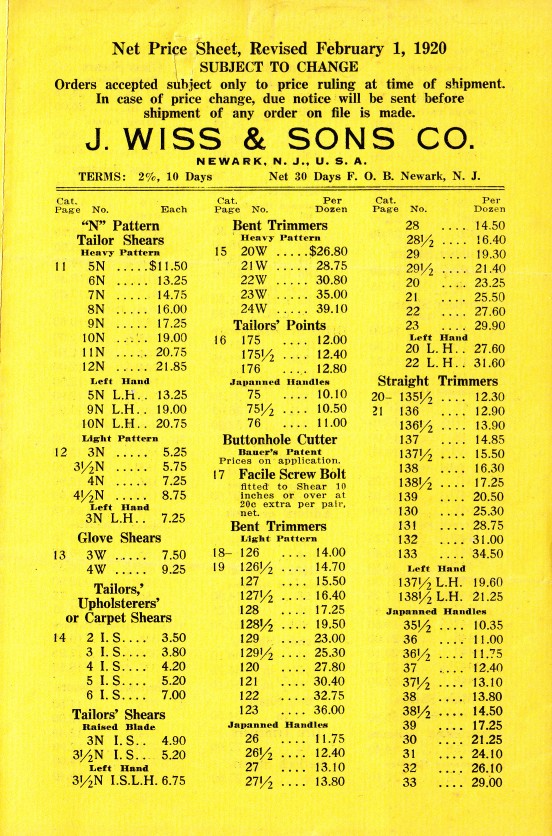 Net Price Sheet, Revised February 1, 1920
SUBJECT TO CHANGE
Orders accepted subject only to price ruling at time of shipment.
In case of price change, due notice will be sent before
shipment of any order on file is made.
J. WISS & SONS CO.
NEWARK, N. J., U. S. A.
TERMS: 2%, 10 Days Net 30 Days F. O. B. Newark, N. J.
Cat.
Page No. Each
"N" Pattern
Tailor Shears
Heavy Pattern
11 5N .....$11.50
6N ..... 13.25
7N ..... 14.75
8N ..... 16.00
9N ..... 17.25
10N ..... 19.00
11N ..... 20.75
12N ..... 21.85
Left Hand
5N L.H.. 13.25
9N L.H.. 19.00
10N L.H.. 20.75
Light Pattern
12 3N ..... 5.25
3½N ..... 5.75
4N ..... 7.25
4½N ..... 8.75
Left Hand
3N L.H.. 7.25
Glove Shears
13 3W ..... 7.50
4W ..... 9.25
Tailors,'
Upholsterers'
or Carpet Shears
14 2 I. S.... 3.50
3 I. S.... 3.80
4 I. S.... 4.20
5 I. S.... 5.20
6 I. S.... 7.00
Tailors' Shears
Raised Blade
3N I. S.. 4.90
3½N I. S.. 5.20
Left Hand
3½N I.S.L.H. 6.75
Cat. Per
Page No. Dozen
Bent Trimmers
Heavy Pattern
15 20W .....$26.80
21W ..... 28.75
22W ..... 30.80
23W ..... 35.00
24W ..... 39.10
Tailors' Points
16 175 .... 12.00
175½ .... 12.40
176 .... 12.80
Japanned Handles
75 .... 10.10
75½ .... 10.50
76 .... 11.00
Buttonhole Cutter
Bauer's Patent
Prices on application.
17 Facile Screw Bolt
fitted to Shear 10
inches or over at
20c extra per pair,
net.
Bent Trimmers
Light Pattern
18– 126 .... 14.00
19 126½ .... 14.70
127 .... 15.50
127½ .... 16.40
128 .... 17.25
128½ .... 19.50
129 .... 23.00
129½ .... 25.30
120 .... 27.80
121 .... 30.40
122 .... 32.75
123 .... 36.00
Japanned Handles
26 .... 11.75
26½ .... 12.40
27 .... 13.10
27½ .... 13.80
Cat. Per
Page No. Dozen
28 .... 14.50
28½ .... 16.40
29 .... 19.30
29½ .... 21.40
20 .... 23.25
21 .... 25.50
22 .... 27.60
23 .... 29.90
Left Hand
20 L. H.. 27.60
22 L. H.. 31.60
Straight Trimmers
20– 135½ .... 12.30
21 136 .... 12.90
136½ .... 13.90
137 .... 14.85
137½ .... 15.50
138 .... 16.30
138½ .... 17.25
139 .... 20.50
130 .... 25.30
131 .... 28.75
132 .... 31.00
133 .... 34.50
Left Hand
137½ L.H. 19.60
138½ L.H. 21.25
Japanned Handles
35½ .... 10.35
36 .... 11.00
36½ .... 11.75
37 .... 12.40
37½ .... 13.10
38 .... 13.80
38½ .... 14.50
39 .... 17.25
30 .... 21.25
31 .... 24.10
32 .... 26.10
33 .... 29.00